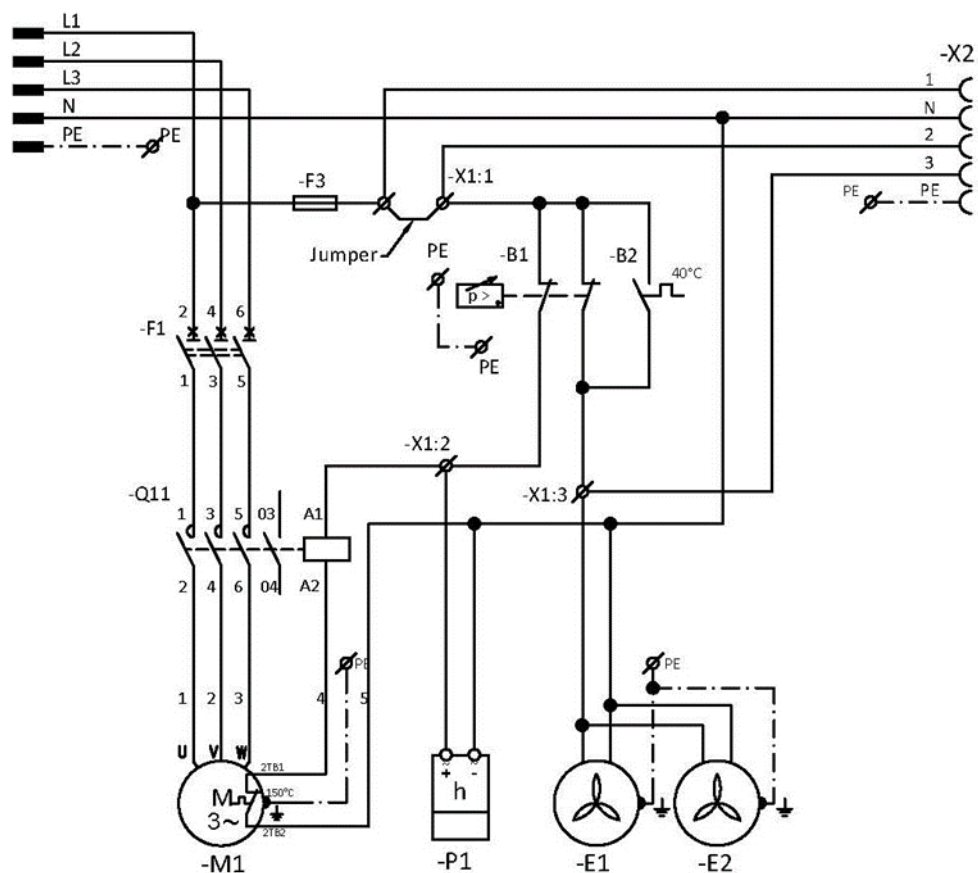 L1
L2
L3
N
PE PE
-X2
1
N
2
3
PE PE
-F3 -X1:1
Jumper
PE
-B1 -B2
40°C
p >
PE
2 4 6
-F1
1 3 5
-X1:2
-X1:3
-Q11
1 3 5 03 A1
2 4 6 04 A2
PE PE
1 2 3 4 5
U V W
2TB1
150°C
M
3~
2TB2
≈ ≈
+ -
h
-M1 -P1 -E1 -E2